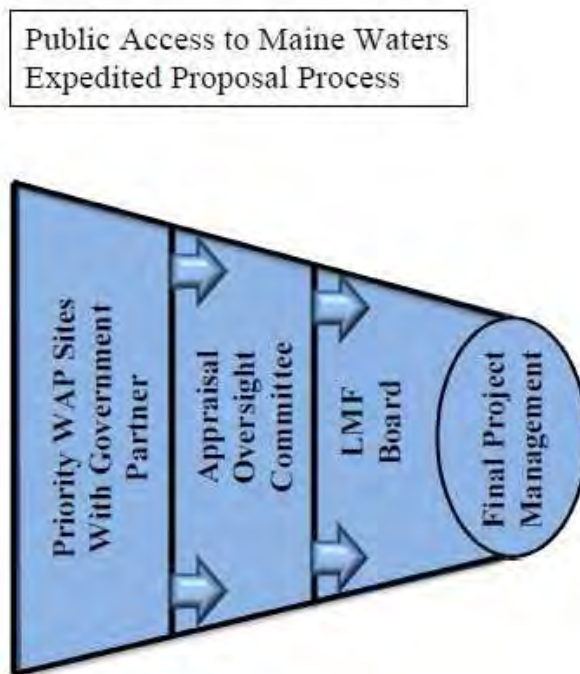 Public Access to Maine Waters
Expedited Proposal Process
Priority WAP Sites
With Government
Partner
Appraisal
Oversight
Committee
LMF
Board
Final Project
Management